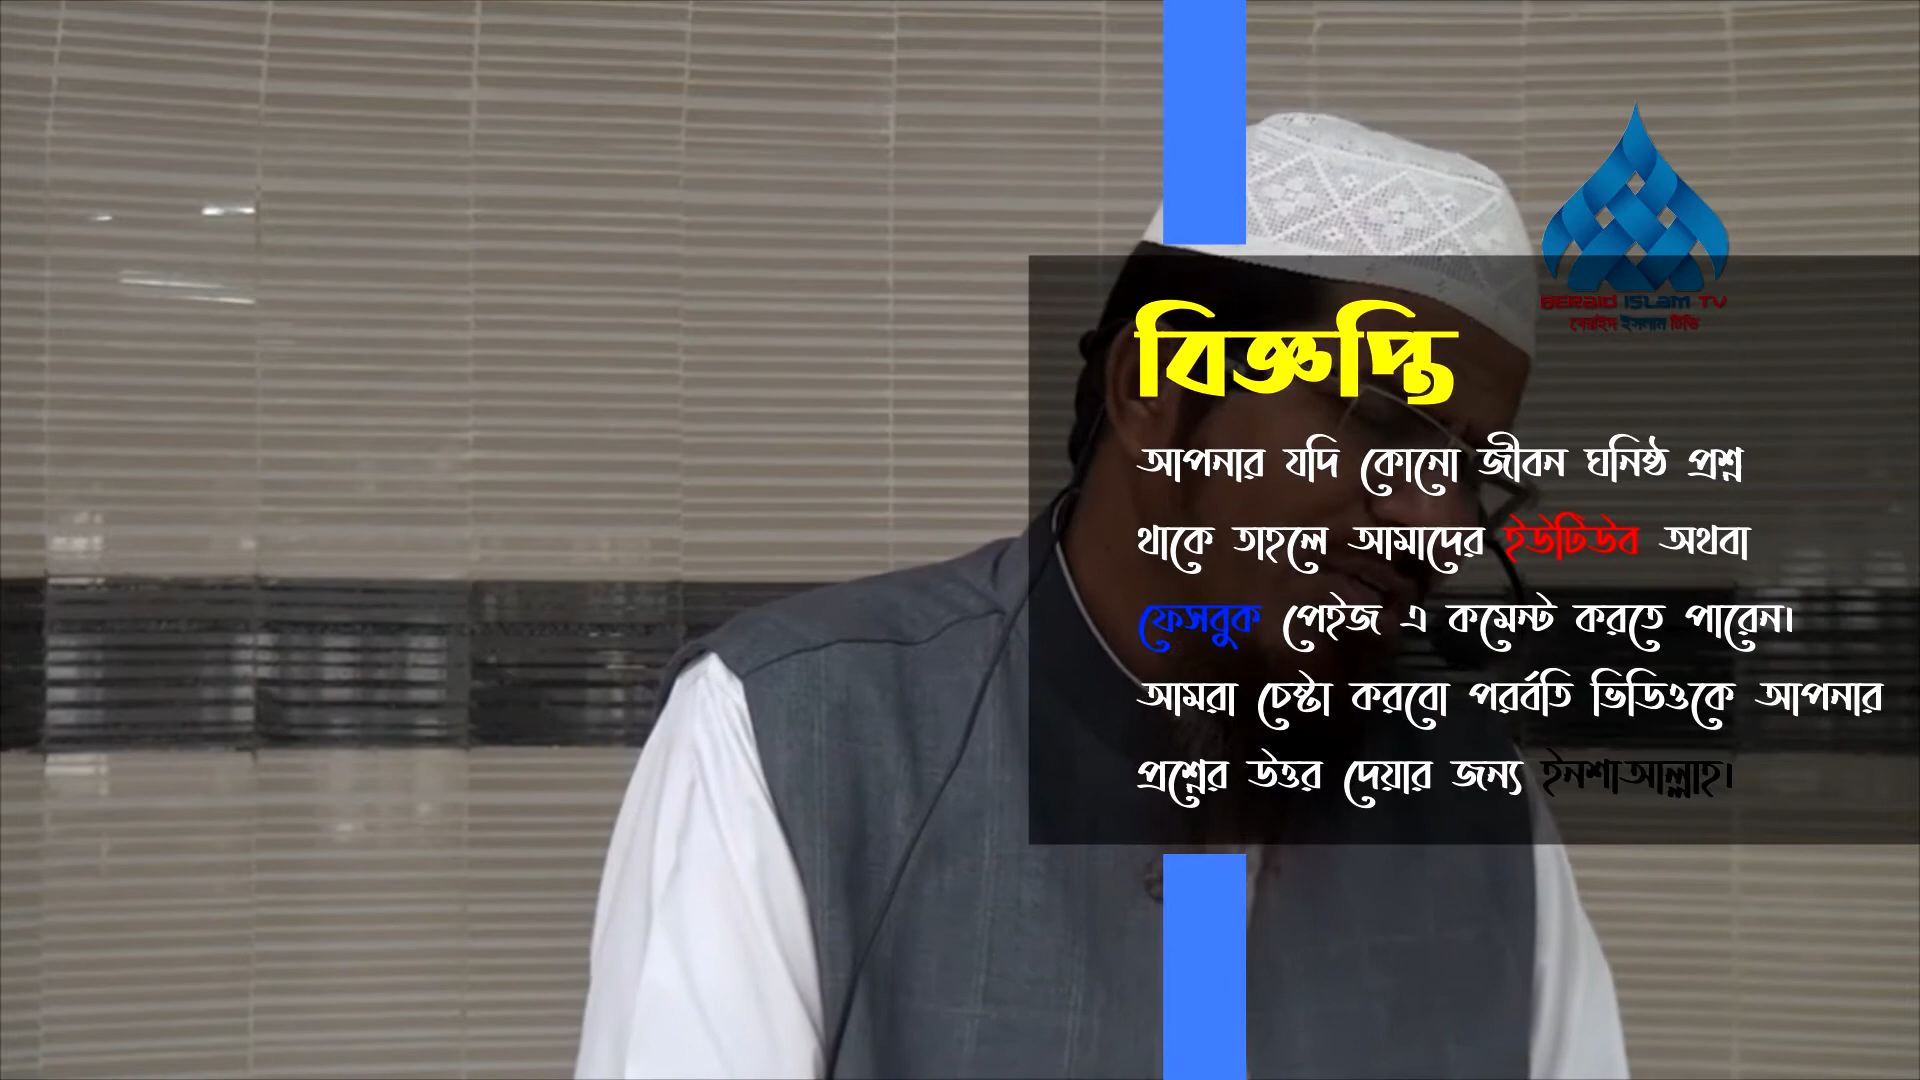 BERAID ISLAM TV
বেরাইদ ইসলাম টিভি
বিজ্ঞপ্তি
আপনার যদি কোনো জীবন ঘনিষ্ঠ প্রশ্ন
থাকে তাহলে আমাদের ইউটিউব অথবা
ফেসবুক পেইজ এ কমেন্ট করতে পারেন।
আমরা চেষ্টা করবো পরর্বতি ভিডিওকে আপনার
প্রশ্নের উত্তর দেয়ার জন্য ইনশাআল্লাহ।